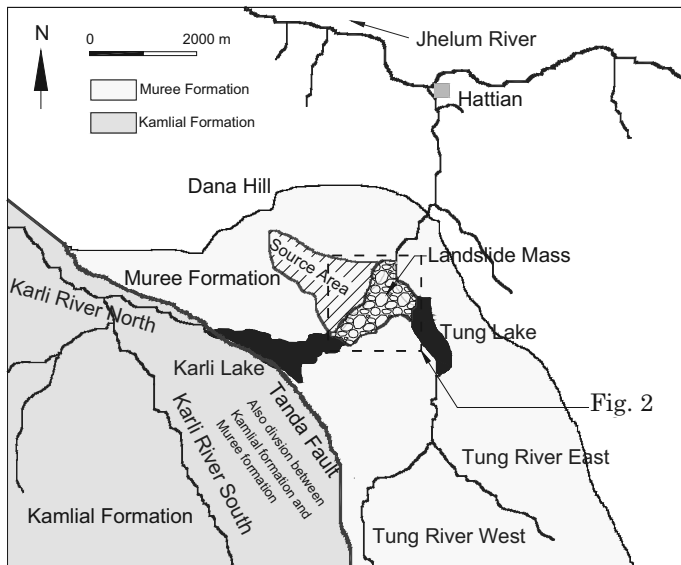 N
0 2000 m
Jhelum River
Muree Formation
Kamlial Formation
Hattian
Dana Hill
Source Area
Landslide Mass
Muree Formation
Karli River North
Tung Lake
Karli Lake
Tanda Fault
Also divsion between
Kamlial formation and
Muree formation
Fig. 2
Karli River South
Tung River East
Kamlial Formation
Tung River West